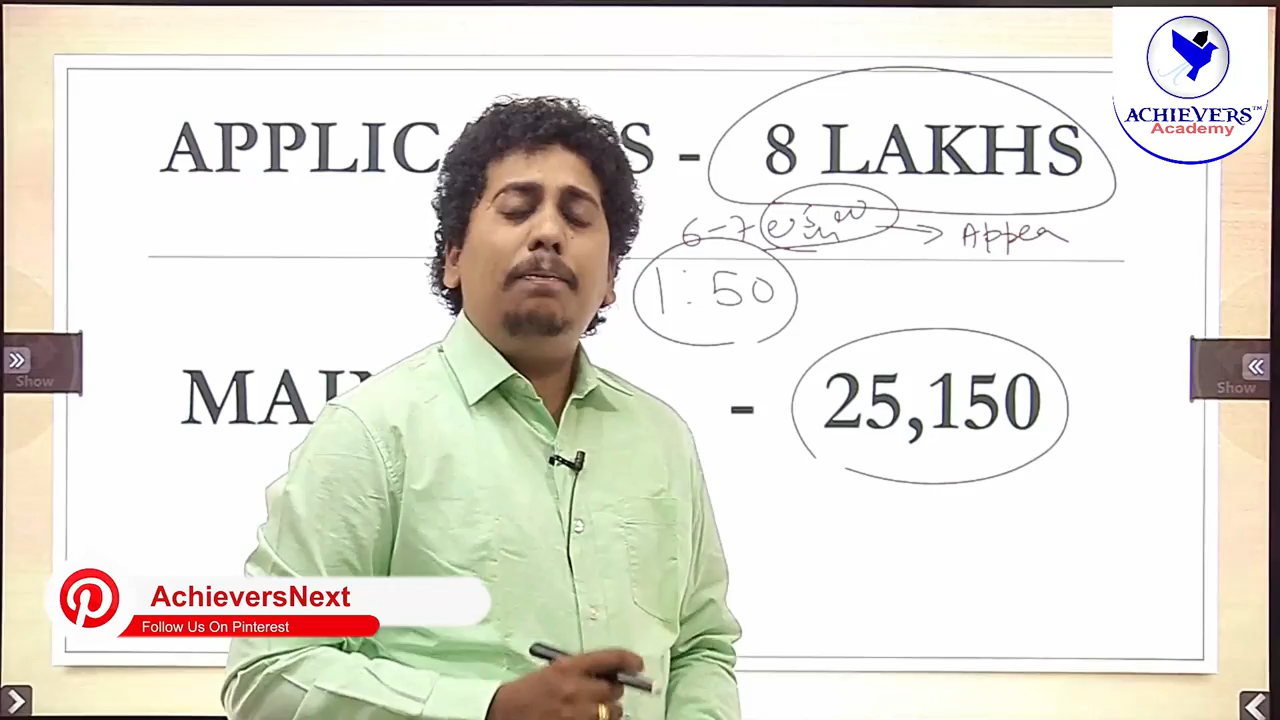 ACHIEVERS™
Academy
APPLIC S - 8 LAKHS
6-7 → Appea
1:50
MAI - 25,150
Show
Show
AchieversNext
Follow Us On Pinterest